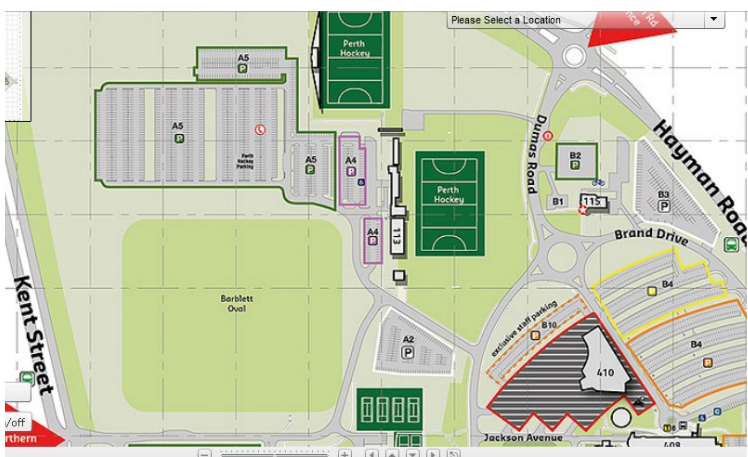 Please Select a Location
Rd
Perth
Hockey
A5
P
A5
P
Perth
Hockey
Parking
A5
P
A4
P
Dumas Road
Hayman Road
B2
P
B3
P
B1
115
Perth
Hockey
A4
P
113
Brand Drive
Kent Street
Barblett
Oval
B4
exclusive staff parking
B10
B4
A2
P
410
v/off
rthern
Jackson Avenue
408